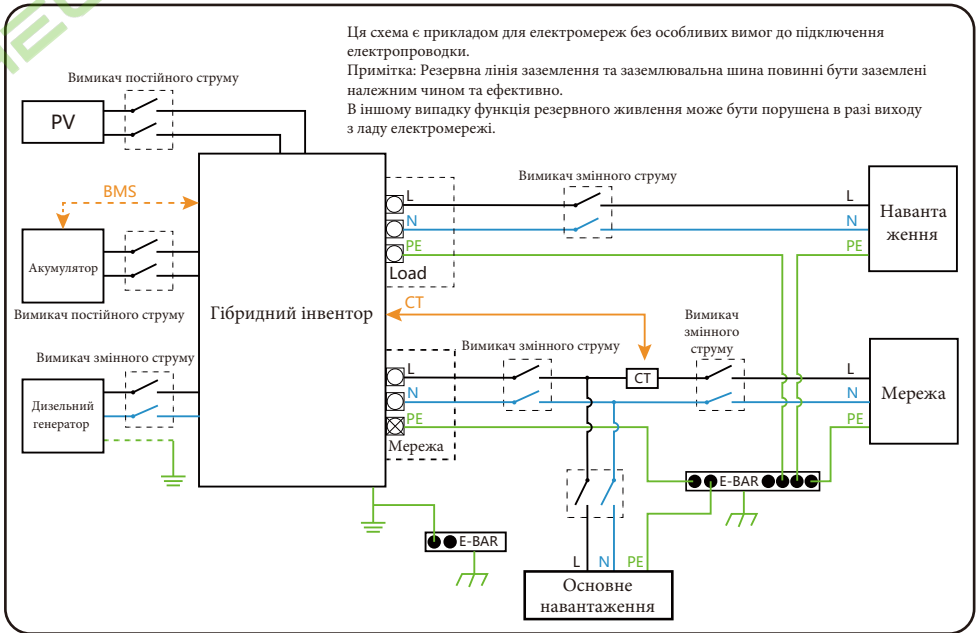 Ця схема є прикладом для електромереж без особливих вимог до підключення
електропроводки.
Примітка: Резервна лінія заземлення та заземлювальна шина повинні бути заземлені
належним чином та ефективно.
В іншому випадку функція резервного живлення може бути порушена в разі виходу
з ладу електромережі.
Вимикач постійного струму
PV
BMS
Акумулятор
Вимикач постійного струму
Вимикач змінного струму
Дизельний
генератор
Гібридний інвентор
L
N
PE
Load
Вимикач змінного струму
L
N
PE
Наванта
ження
CT
Вимикач змінного струму
CT
Вимикач
змінного
струму
L
N
PE
Мережа
L
N
PE
Мережа
E-BAR
E-BAR
L N PE
Основне
навантаження